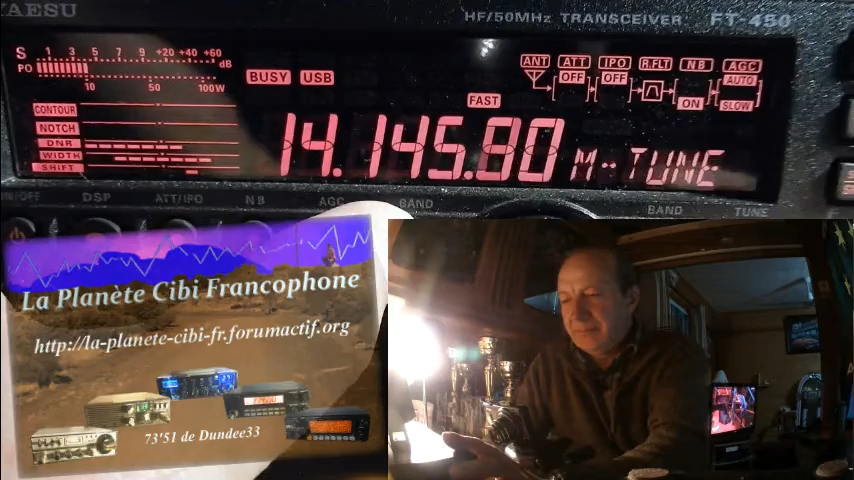 YAESU
HF/50MHz TRANSCEIVER FT-450
S 1 3 5 7 9 +20 +40 +60 dB
PO 10 50 100W
BUSY USB
ANT ATT IPO R.FLT NB AGC
OFF OFF AUTO
ON SLOW
FAST
CONTOUR
NOTCH
DNR
WIDTH
SHIFT
14.145.80 M-TUNE
ON/OFF DSP ATT/IPO NB AGC BAND BAND TUNE
La Planète Cibi Francophone
http://la-planete-cibi-fr.forumactif.org
73'51 de Dundee33